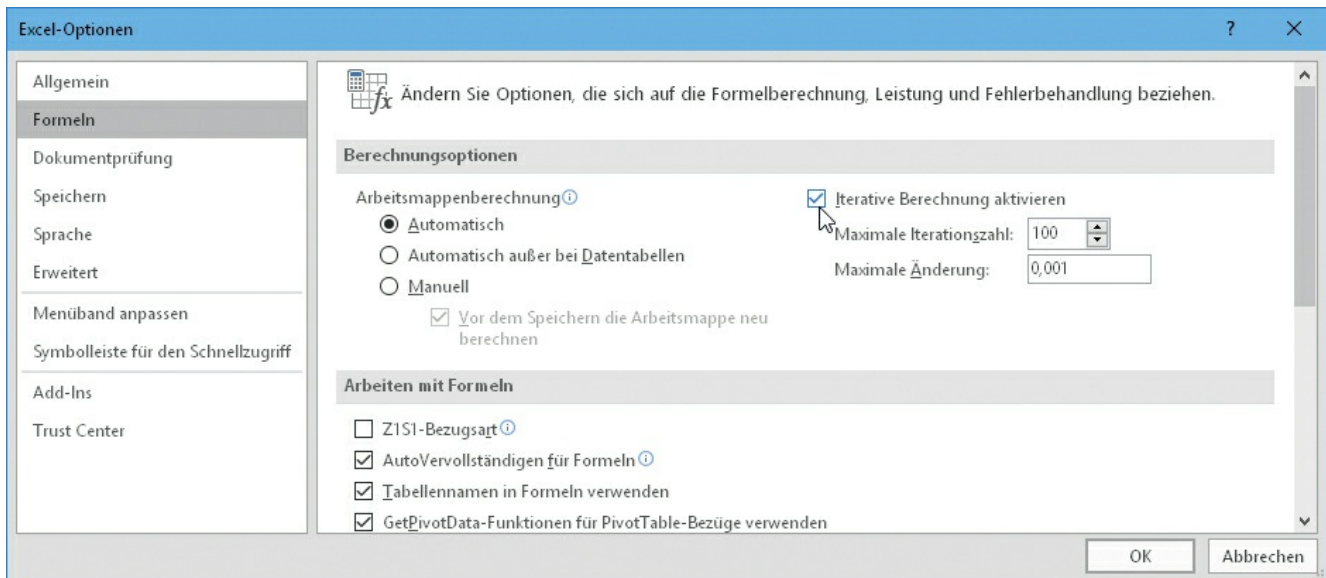 Excel-Optionen
?
Allgemein
Formeln
Dokumentprüfung
Speichern
Sprache
Erweitert
Menüband anpassen
Symbolleiste für den Schnellzugriff
Add-Ins
Trust Center
fx Ändern Sie Optionen, die sich auf die Formelberechnung, Leistung und Fehlerbehandlung beziehen.
Berechnungsoptionen
Arbeitsmappenberechnung
Automatisch
Automatisch außer bei Datentabellen
Manuell
Vor dem Speichern die Arbeitsmappe neu
berechnen
Iterative Berechnung aktivieren
Maximale Iterationszahl: 100
Maximale Änderung: 0,001
Arbeiten mit Formeln
Z1S1-Bezugsart
AutoVervollständigen für Formeln
Tabellennamen in Formeln verwenden
GetPivotData-Funktionen für PivotTable-Bezüge verwenden
OK
Abbrechen